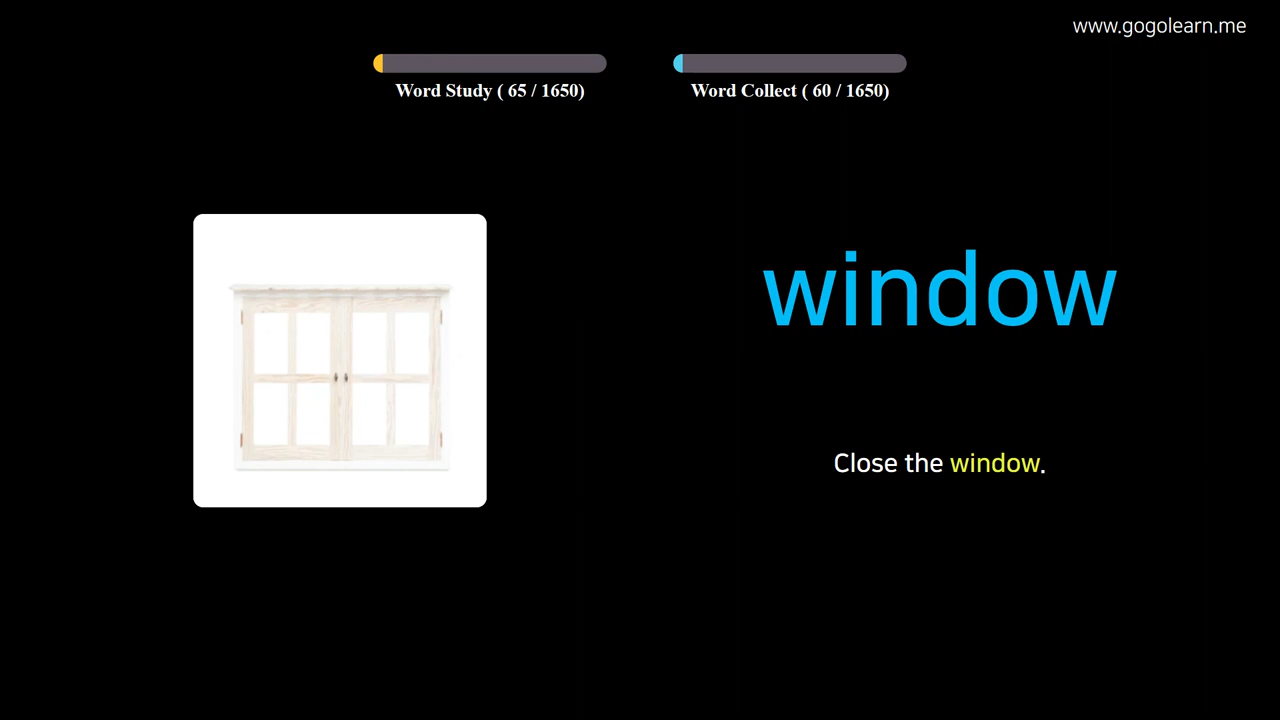 www.gogolearn.me
Word Study ( 65 / 1650)
Word Collect ( 60 / 1650)
window
Close the window.